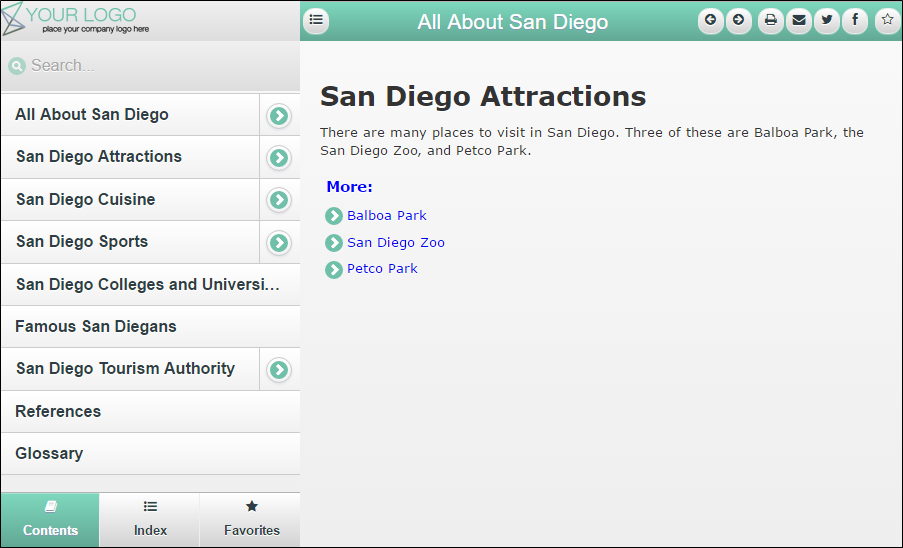 YOUR LOGO
place your company logo here
Search...
All About San Diego
San Diego Attractions
San Diego Cuisine
San Diego Sports
San Diego Colleges and Universi...
Famous San Diegans
San Diego Tourism Authority
References
Glossary
Contents
Index
Favorites
All About San Diego
San Diego Attractions
There are many places to visit in San Diego. Three of these are Balboa Park, the
San Diego Zoo, and Petco Park.
More:
Balboa Park
San Diego Zoo
Petco Park